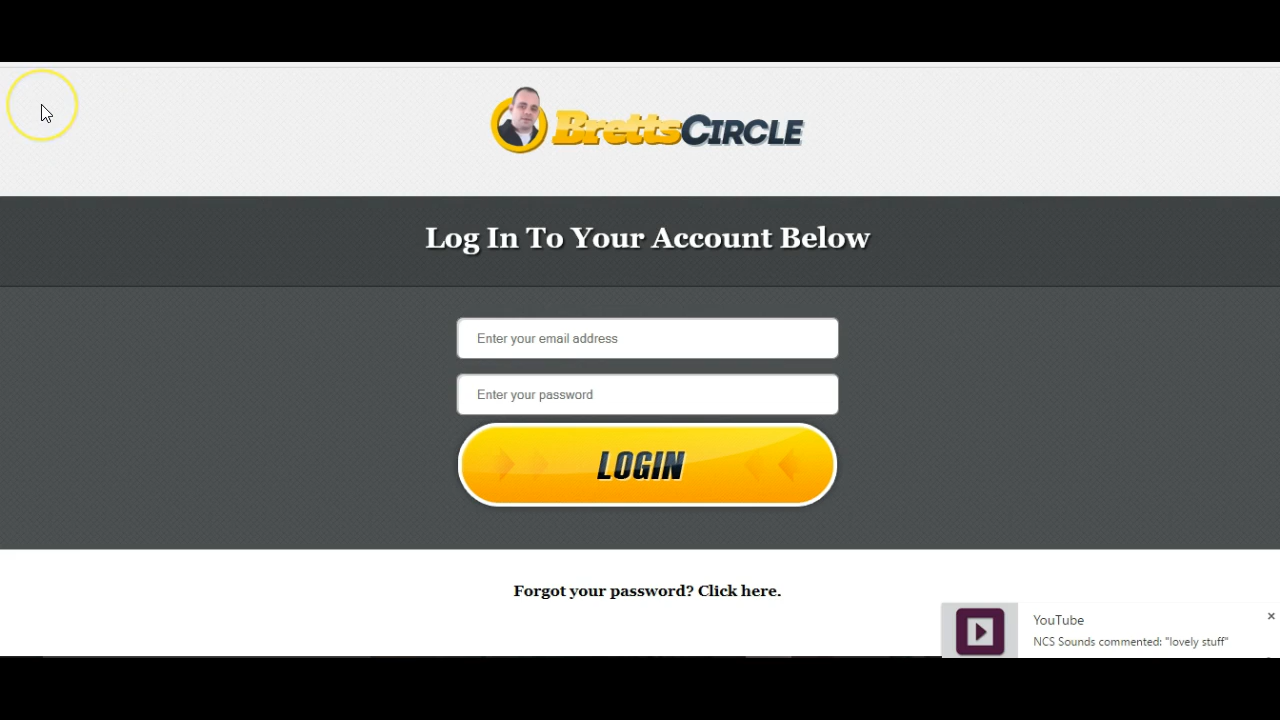 BrettsCIRCLE
Log In To Your Account Below
Enter your email address
Enter your password
LOGIN
Forgot your password? Click here.
YouTube
NCS Sounds commented: "lovely stuff"